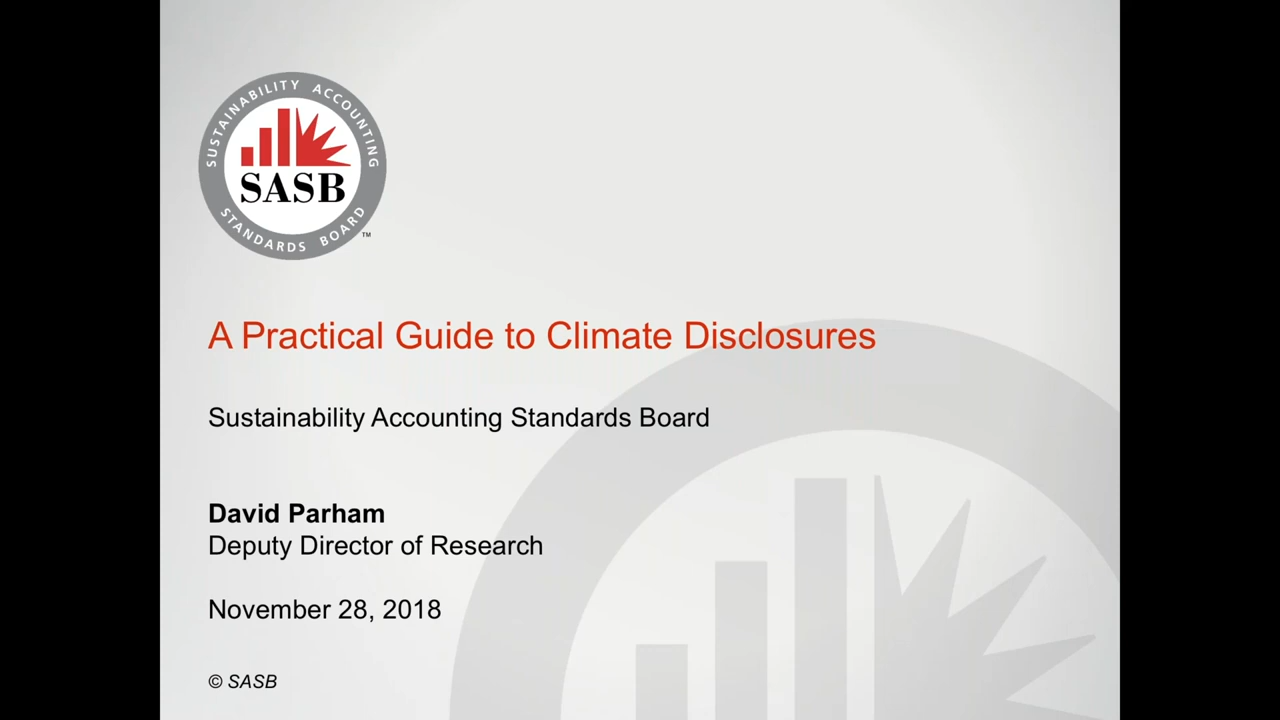 SUSTAINABILITY ACCOUNTING
SASB
STANDARDS BOARD
™
A Practical Guide to Climate Disclosures
Sustainability Accounting Standards Board
David Parham
Deputy Director of Research
November 28, 2018
© SASB